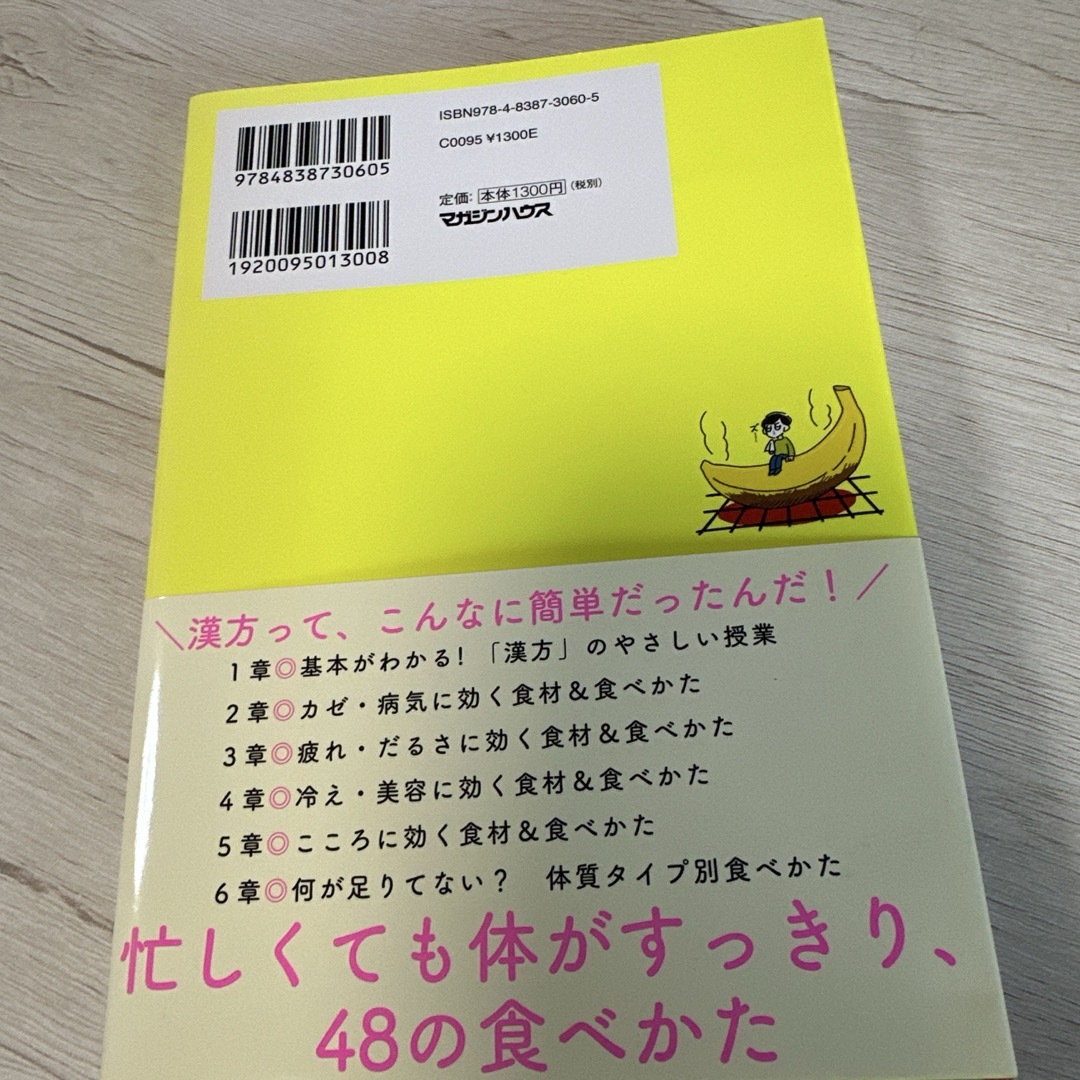 ISBN978-4-8387-3060-5
C0095 ¥1300E
9784838730605
定価：本体1300円(税別)
マガジンハウス
1920095013008
ズー
＼漢方って、こんなに簡単だったんだ！／
1章◎基本がわかる！「漢方」のやさしい授業
2章◎カゼ・病気に効く食材＆食べかた
3章◎疲れ・だるさに効く食材＆食べかた
4章◎冷え・美容に効く食材＆食べかた
5章◎こころに効く食材＆食べかた
6章◎何が足りてない？　体質タイプ別食べかた
忙しくても体がすっきり、
48の食べかた